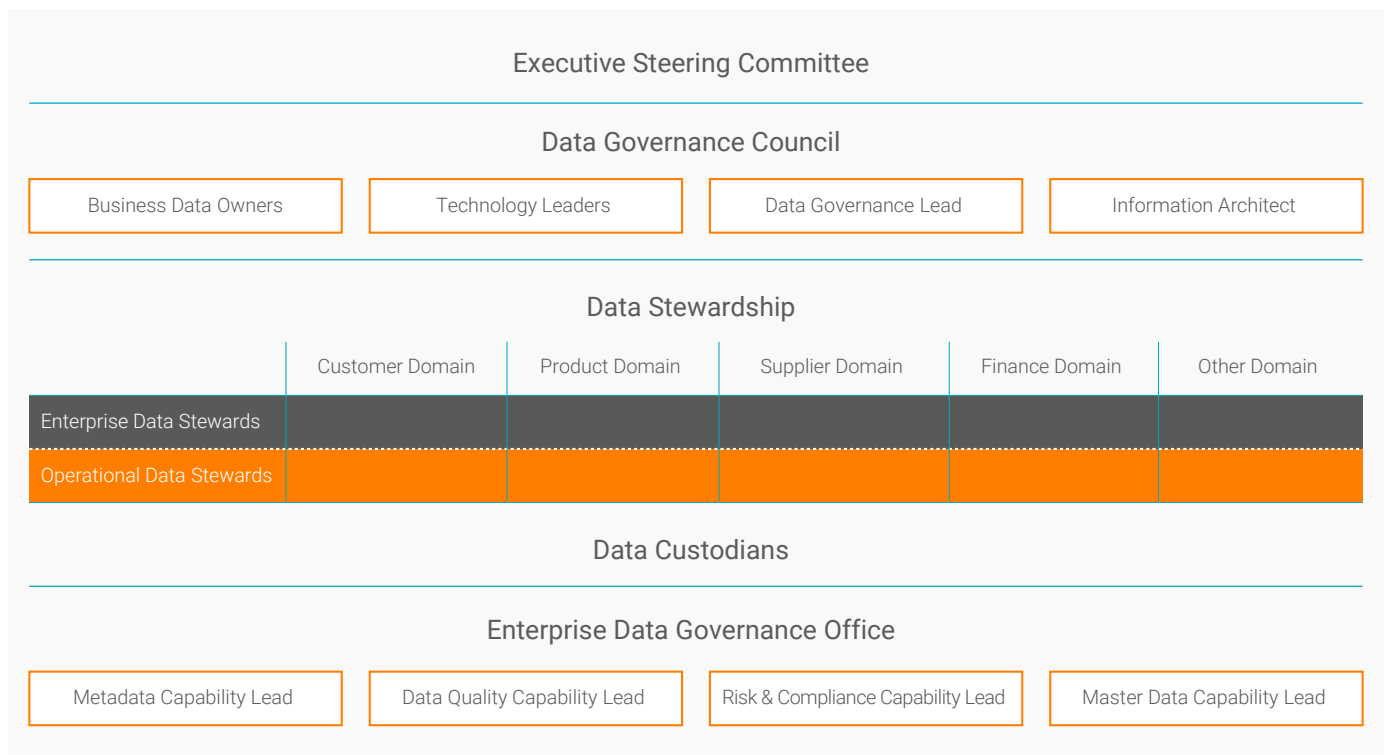 Executive Steering Committee
Data Governance Council
Business Data Owners
Technology Leaders
Data Governance Lead
Information Architect
Data Stewardship
Customer Domain
Product Domain
Supplier Domain
Finance Domain
Other Domain
Enterprise Data Stewards
Operational Data Stewards
Data Custodians
Enterprise Data Governance Office
Metadata Capability Lead
Data Quality Capability Lead
Risk & Compliance Capability Lead
Master Data Capability Lead